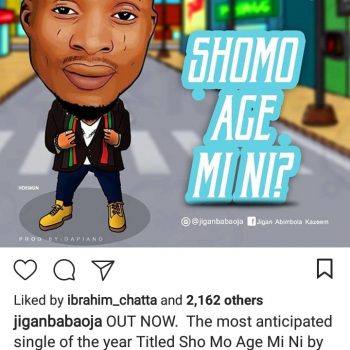 SHOMO
AGE
MI NI?
HDESIGN
@jiganbabaoja Jigan Abimbola Kazeem
PROD BY:DAPIANO
Liked by ibrahim_chatta and 2,162 others
jiganbabaoja OUT NOW. The most anticipated
single of the year Titled Sho Mo Age Mi Ni by